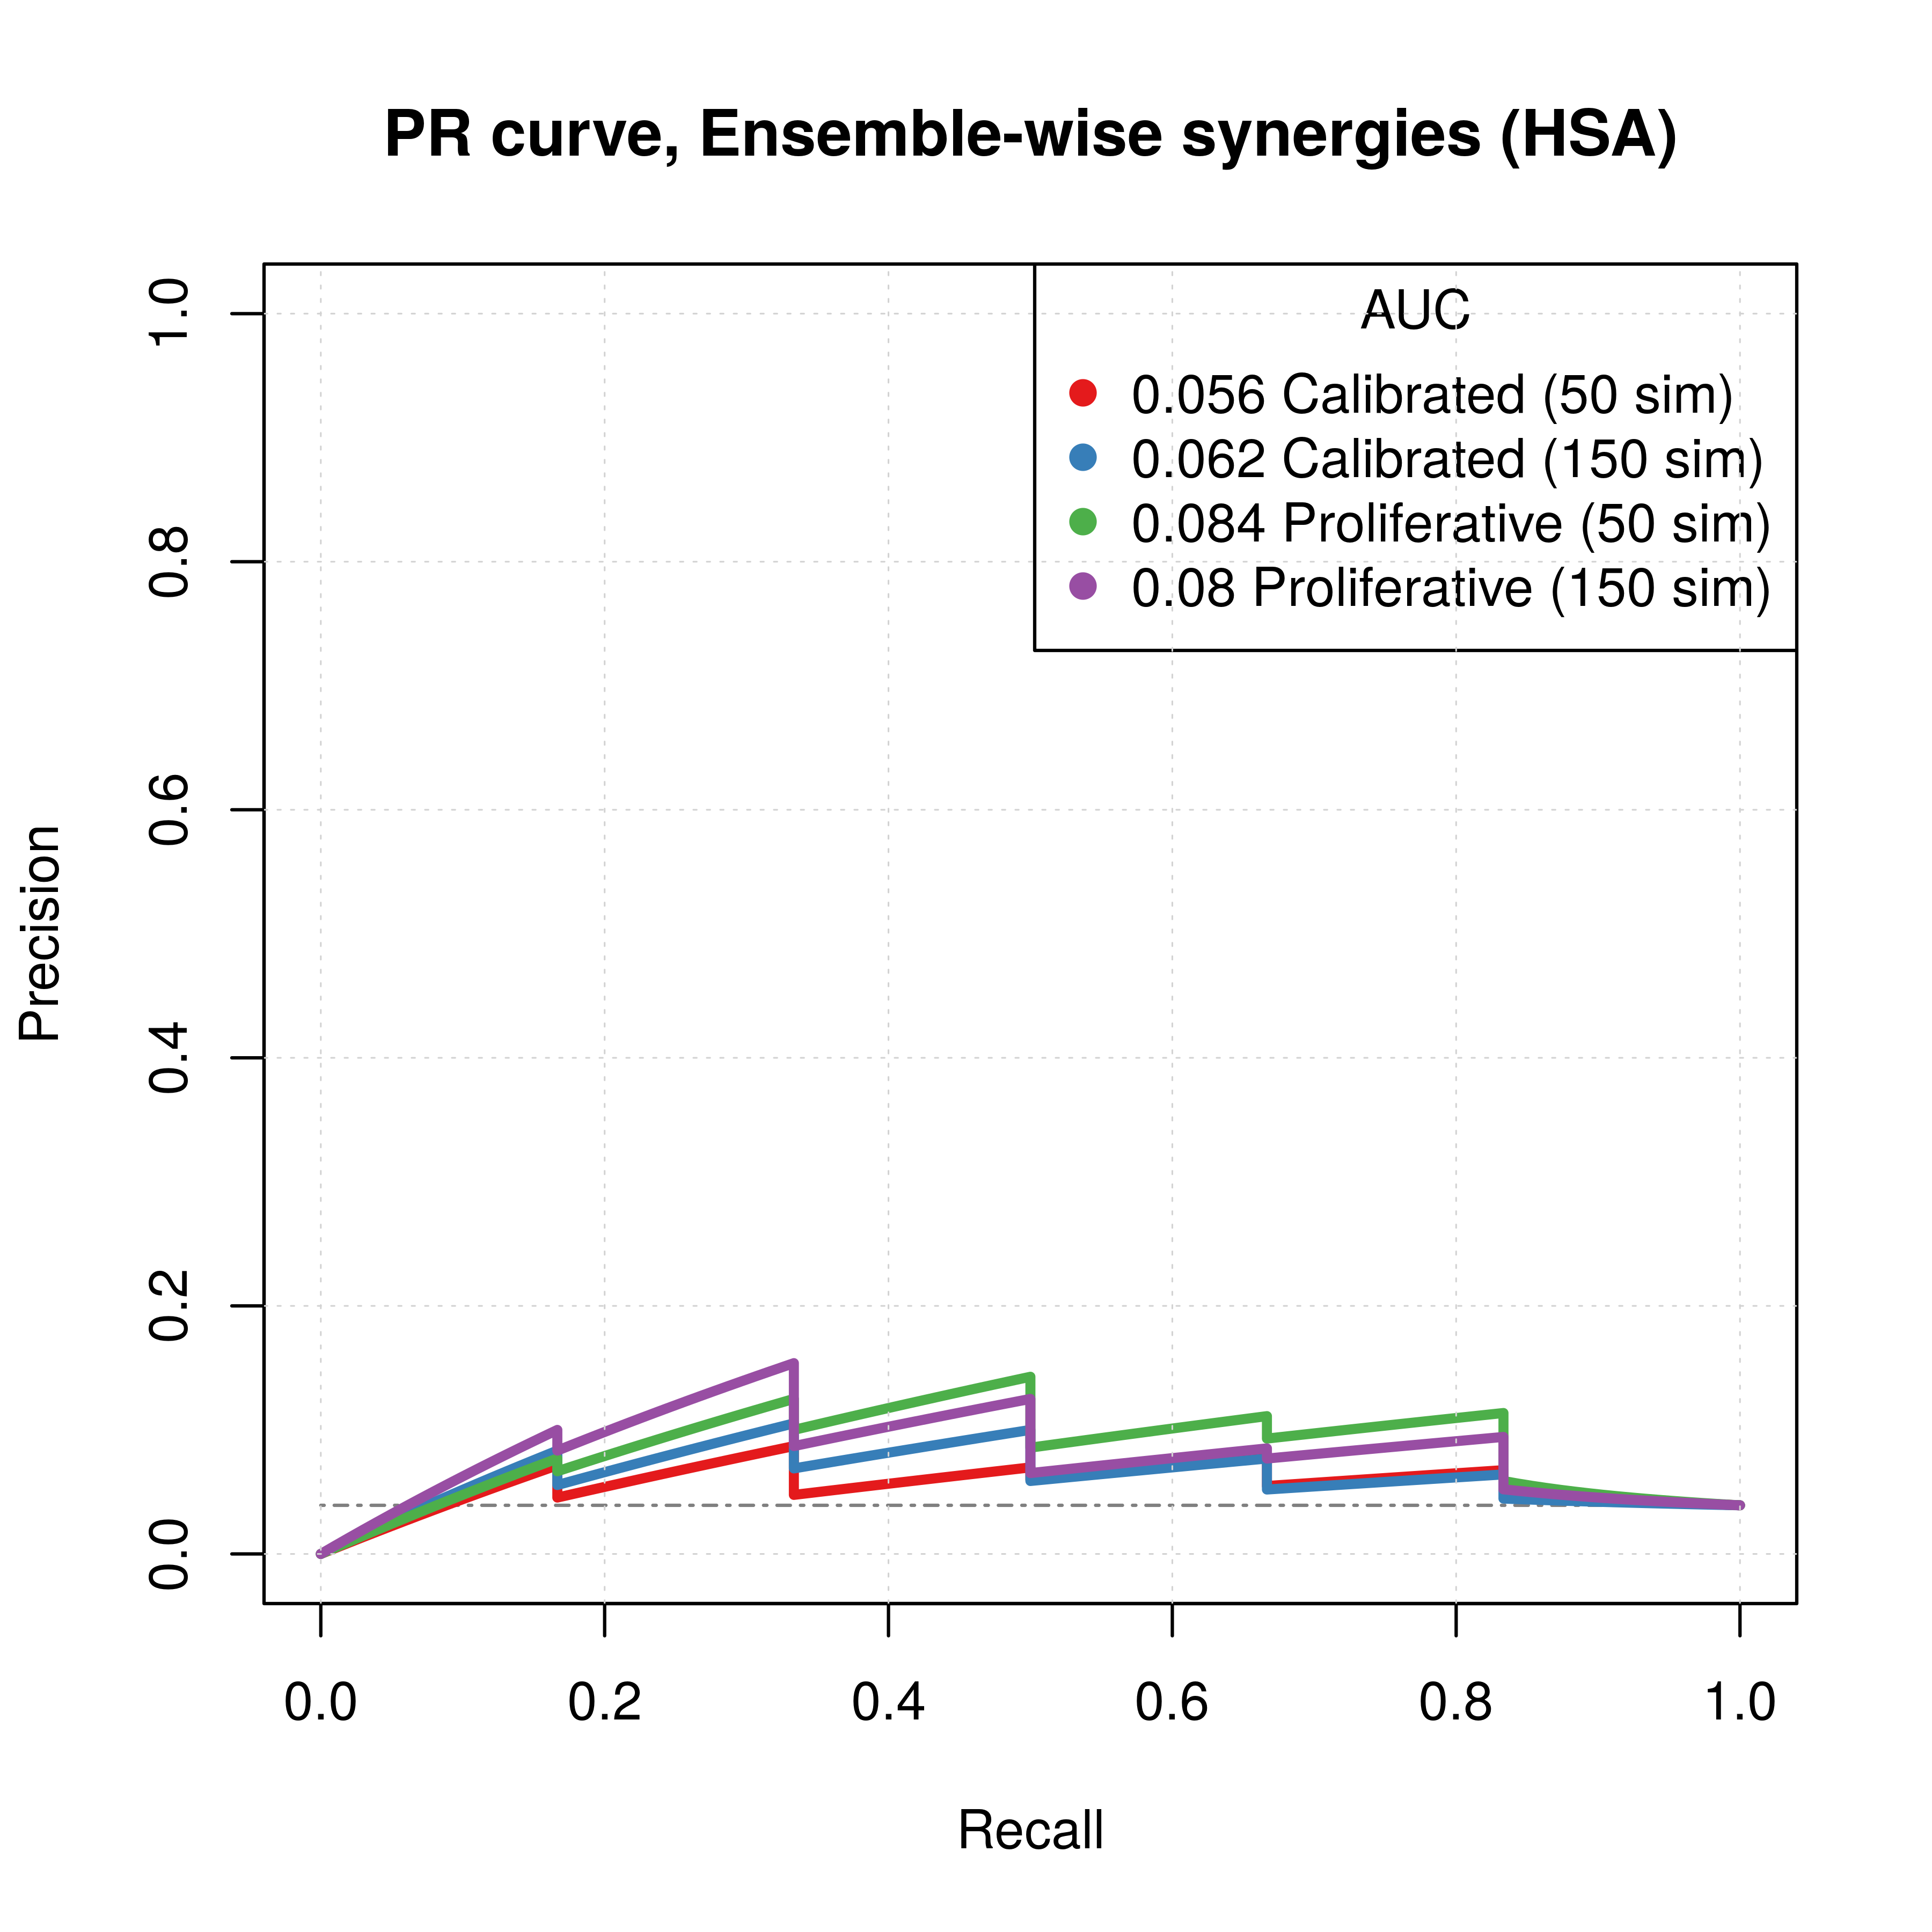 PR curve, Ensemble-wise synergies (HSA)
AUC
0.056 Calibrated (50 sim)
0.062 Calibrated (150 sim)
0.084 Proliferative (50 sim)
0.08 Proliferative (150 sim)
Precision
1.0
0.8
0.6
0.4
0.2
0.0
0.0 0.2 0.4 0.6 0.8 1.0
Recall